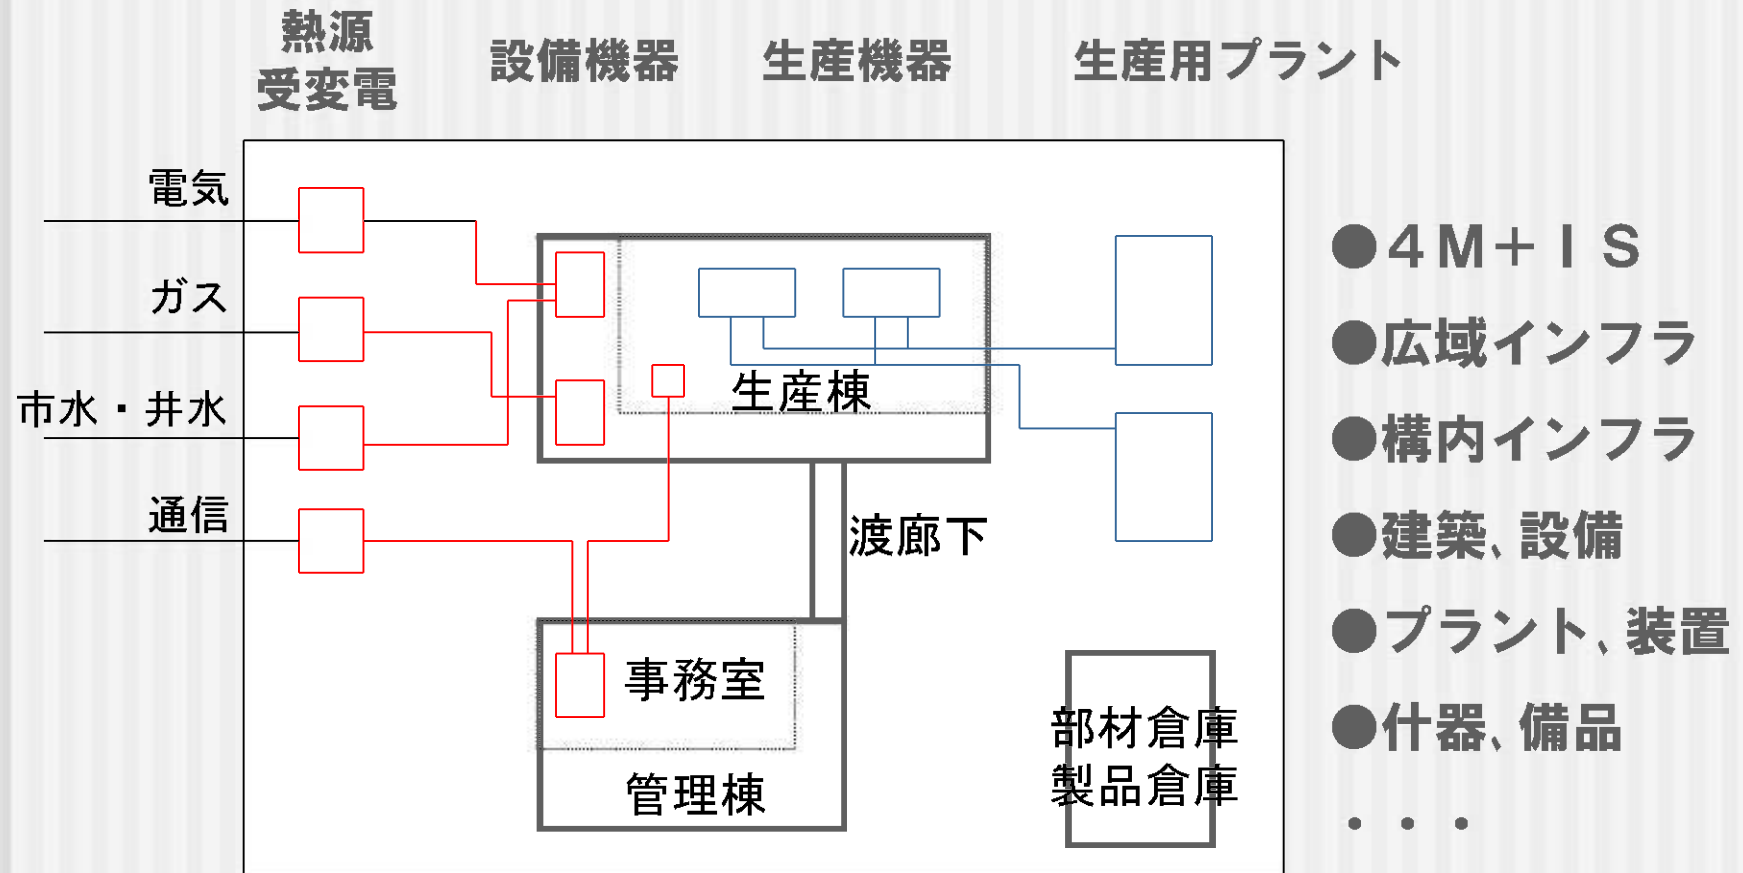 熱源
受変電
設備機器
生産機器
生産用プラント
電気
ガス
市水・井水
通信
生産棟
渡廊下
事務室
管理棟
部材倉庫
製品倉庫
●４Ｍ＋ＩＳ
●広域インフラ
●構内インフラ
●建築、設備
●プラント、装置
●什器、備品
・・・